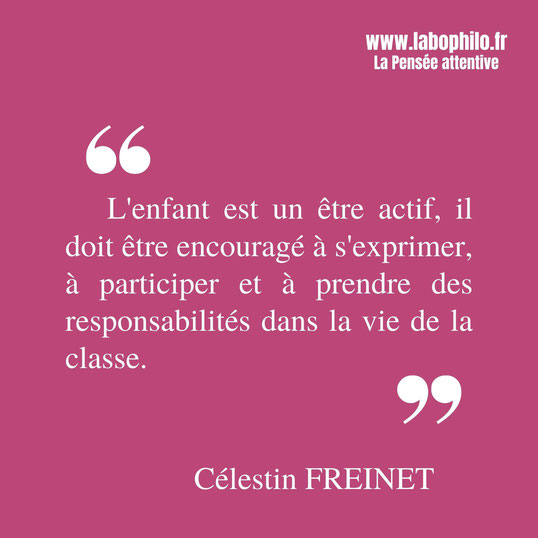 www.labophilo.fr
La Pensée attentive
“
L'enfant est un être actif, il
doit être encouragé à s'exprimer,
à participer et à prendre des
responsabilités dans la vie de la
classe.
”
Célestin FREINET